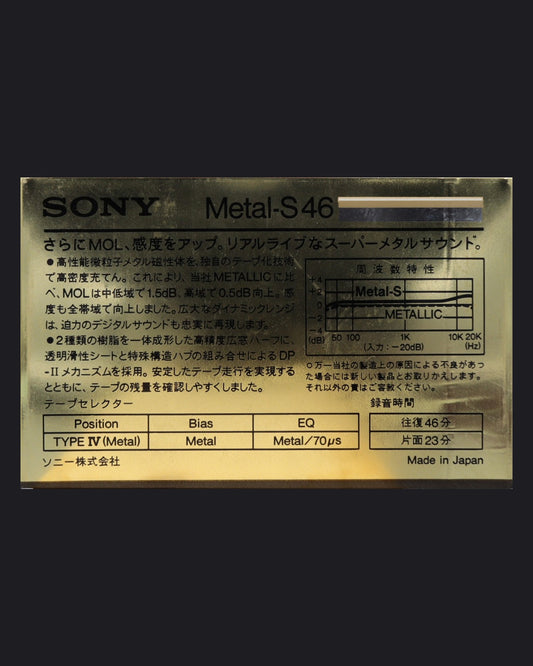 SONY Metal-S46
さらにMOL、感度をアップ。リアルライブなスーパーメタルサウンド。
●高性能微粒子メタル磁性体を、独自のテープ化技術
で高密度充てん。これにより、当社METALLICに比
べ、MOLは中低域で1.5dB、高域で0.5dB向上。感
度も全帯域で向上しました。広大なダイナミックレンジ
は、迫力のデジタルサウンドも忠実に再現します。
●2種類の樹脂を一体成形した高精度広窓ハーフに、
透明滑性シートと特殊構造ハブの組み合せによるDP
-IIメカニズムを採用。安定したテープ走行を実現する
とともに、テープの残量を確認しやすくしました。
周波数特性
+4
+2
0
-2
-4
(dB)
Metal-S
METALLIC
50 100 1K 10K 20K
(入力:-20dB) (Hz)
○万一当社の製造上の原因による不良があっ
た場合には新しい製品とお取りかえします。
それ以外の責はご容赦ください。
テープセレクター
Position Bias EQ
TYPE IV (Metal) Metal Metal/70μs
録音時間
往復46分
片面23分
ソニー株式会社
Made in Japan